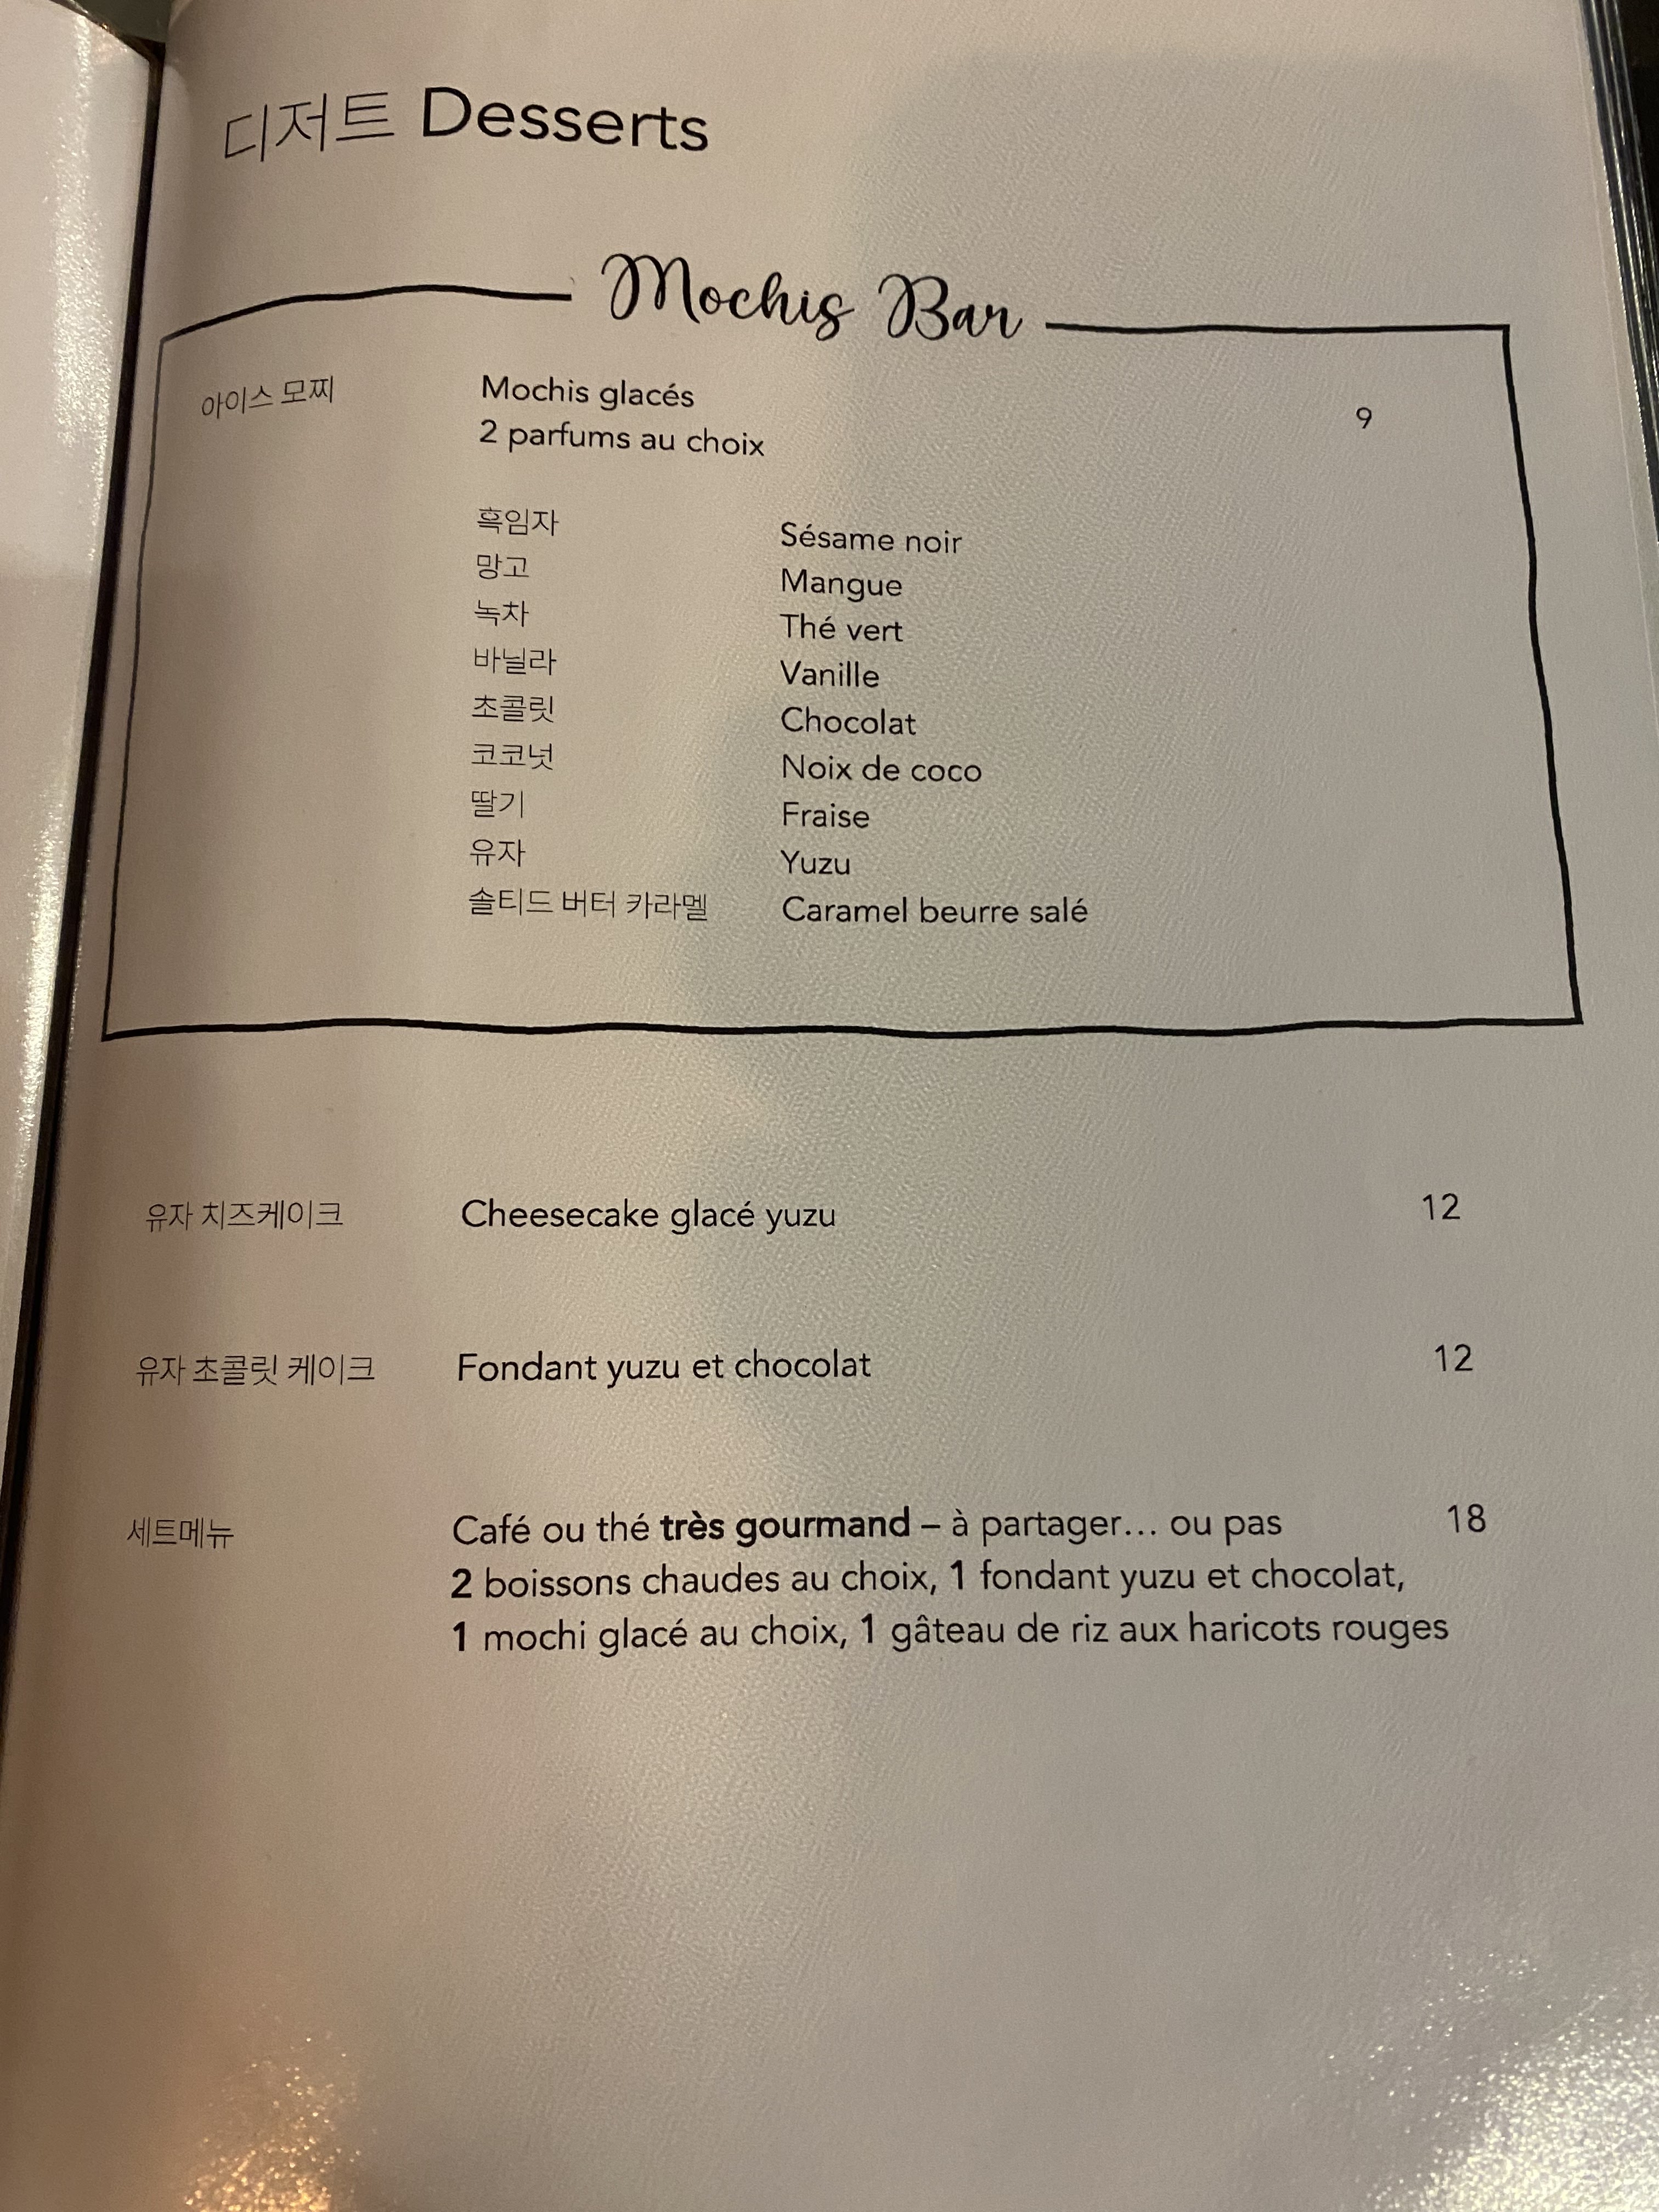 디저트 Desserts
Mochis Bar
아이스 모찌 Mochis glacés 9
2 parfums au choix
흑임자 Sésame noir
망고 Mangue
녹차 Thé vert
바닐라 Vanille
초콜릿 Chocolat
코코넛 Noix de coco
딸기 Fraise
유자 Yuzu
솔티드 버터 카라멜 Caramel beurre salé
유자 치즈케이크 Cheesecake glacé yuzu 12
유자 초콜릿 케이크 Fondant yuzu et chocolat 12
세트메뉴 Café ou thé très gourmand – à partager... ou pas 18
2 boissons chaudes au choix, 1 fondant yuzu et chocolat,
1 mochi glacé au choix, 1 gâteau de riz aux haricots rouges